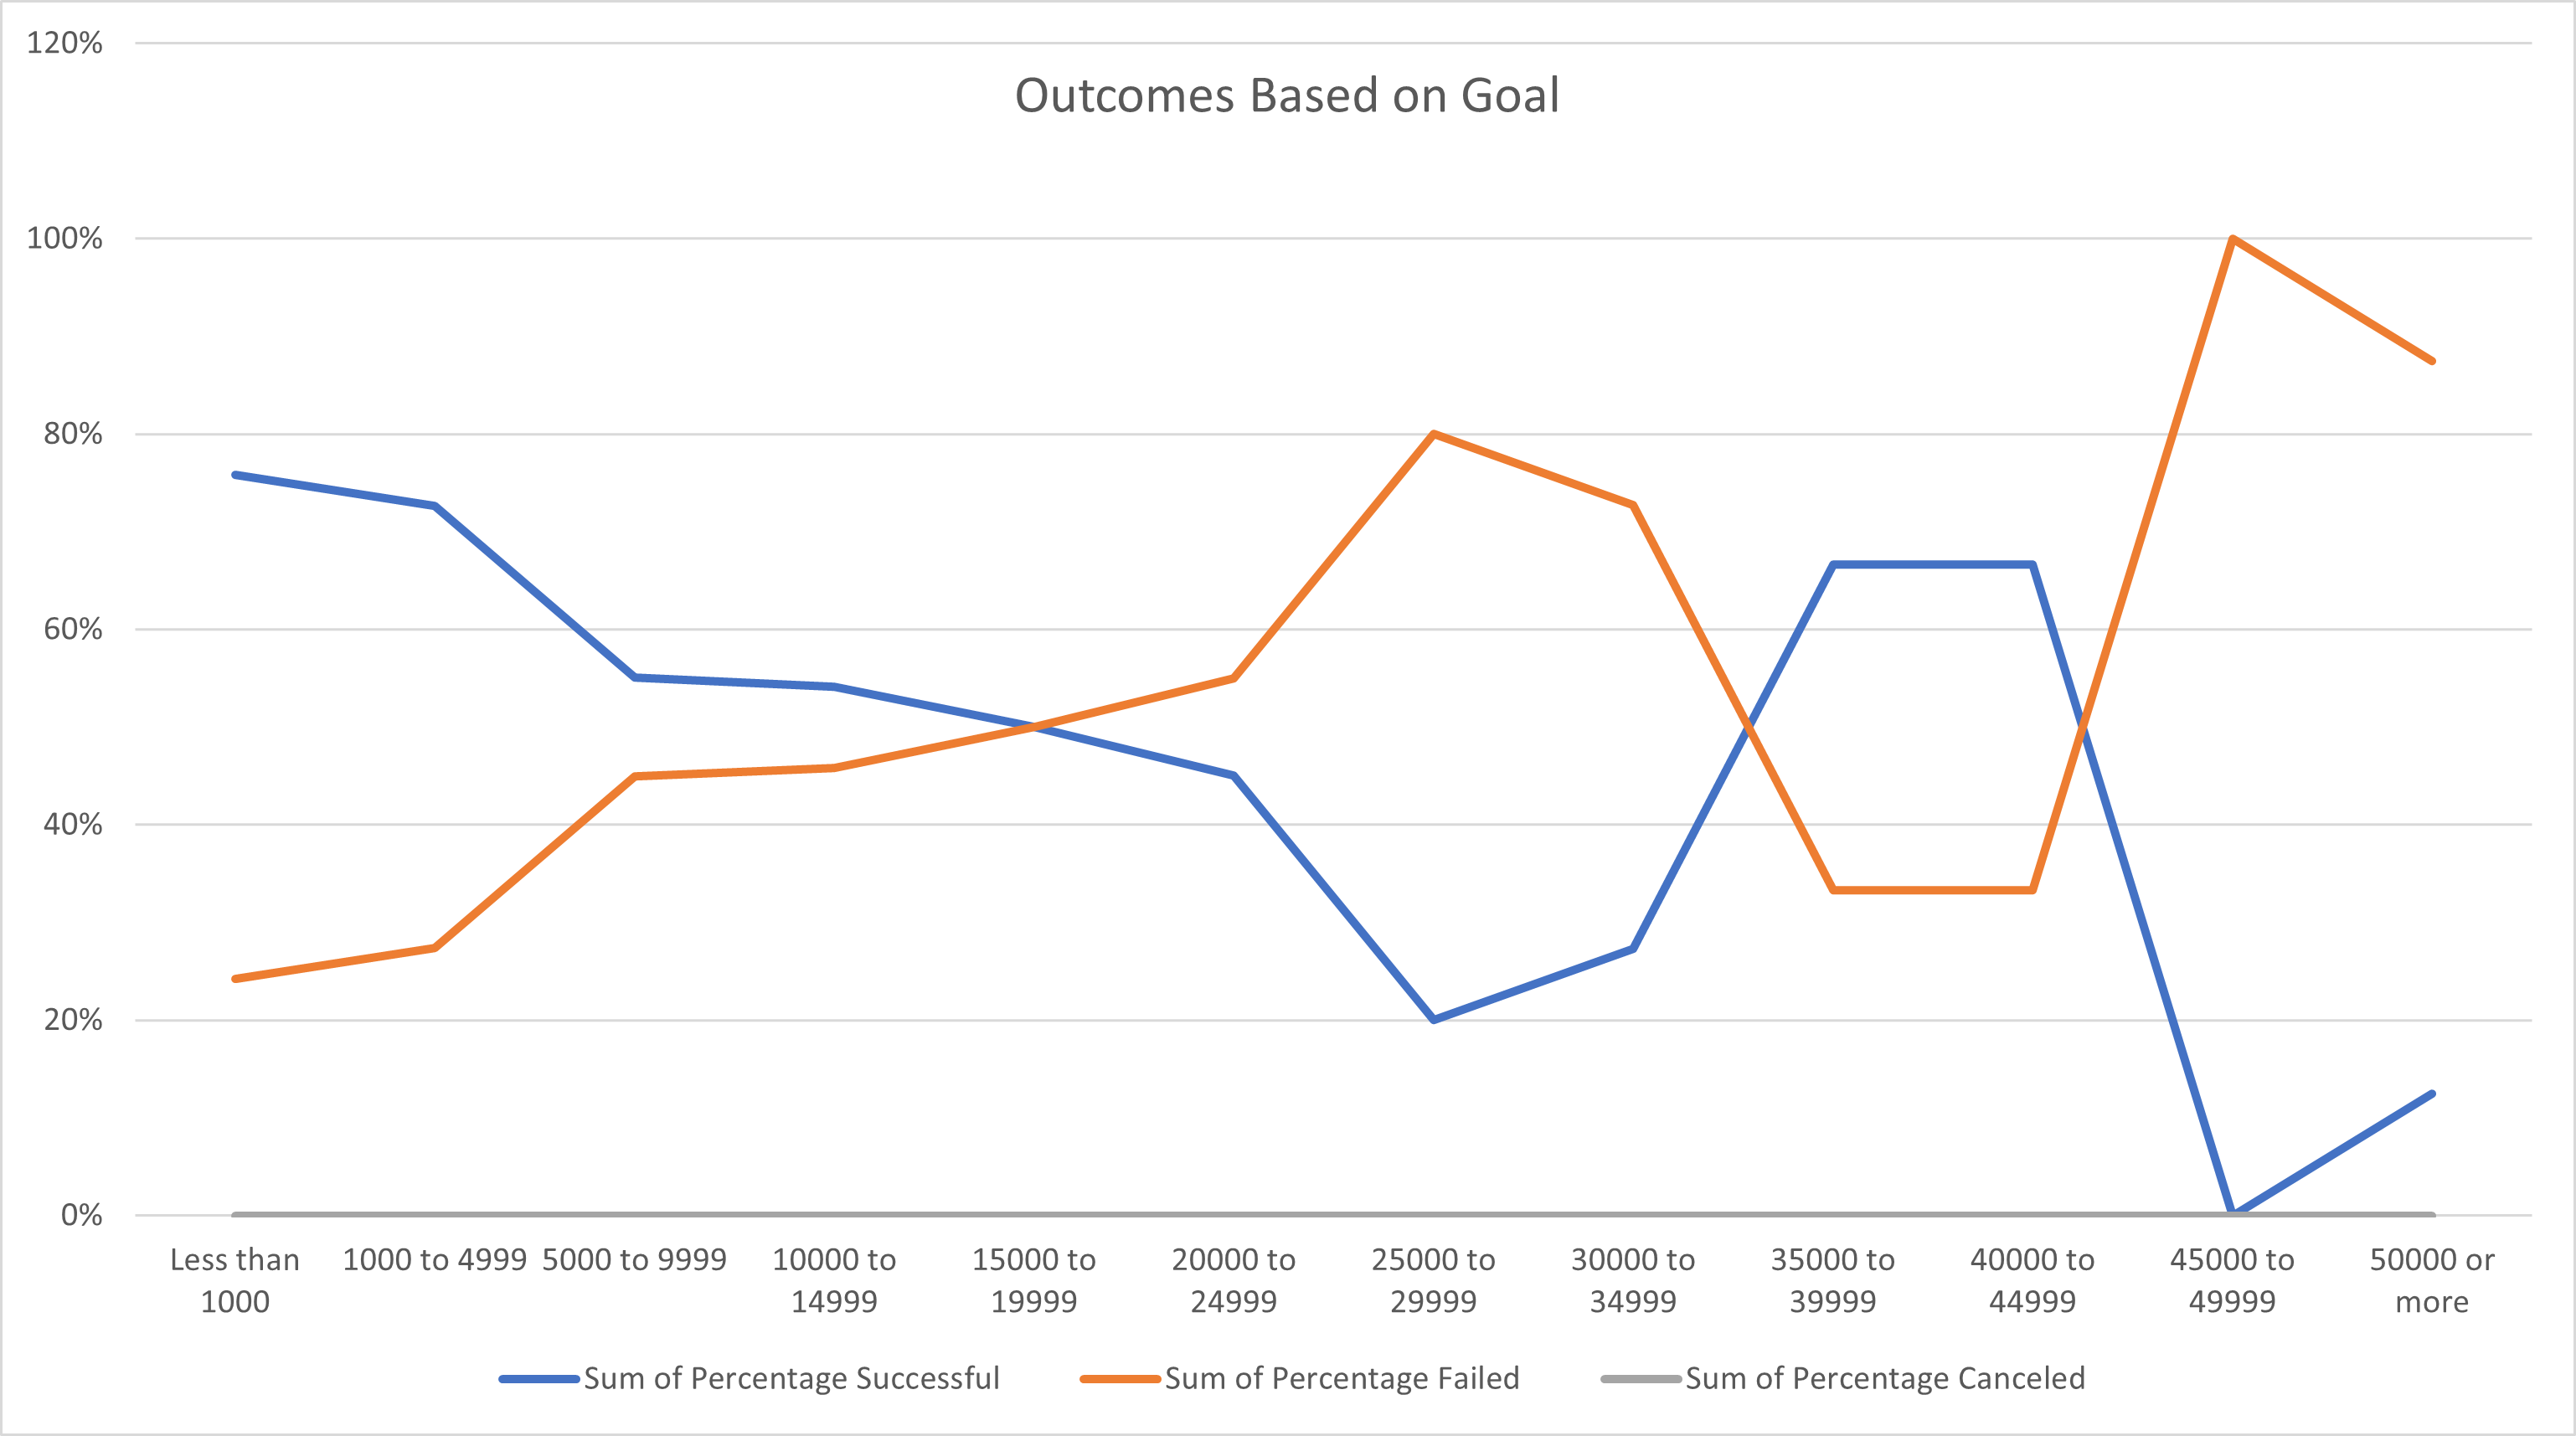 Outcomes Based on Goal
120%
100%
80%
60%
40%
20%
0%
Less than
1000
1000 to 4999
5000 to 9999
10000 to
14999
15000 to
19999
20000 to
24999
25000 to
29999
30000 to
34999
35000 to
39999
40000 to
44999
45000 to
49999
50000 or
more
Sum of Percentage Successful
Sum of Percentage Failed
Sum of Percentage Canceled